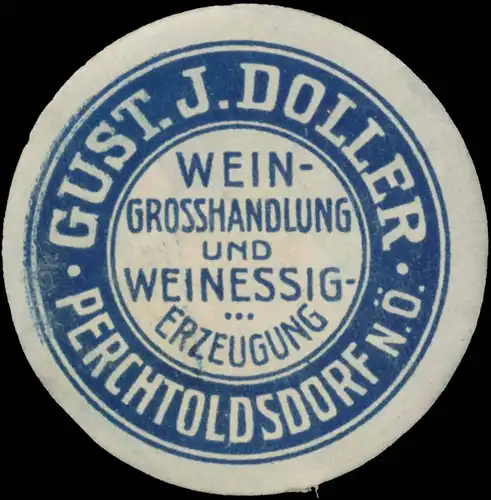 GUST. J. DOLLER
WEIN-
GROSSHANDLUNG
UND
WEINESSIG-
ERZEUGUNG
PERCHTOLDSDORF N.Ö.